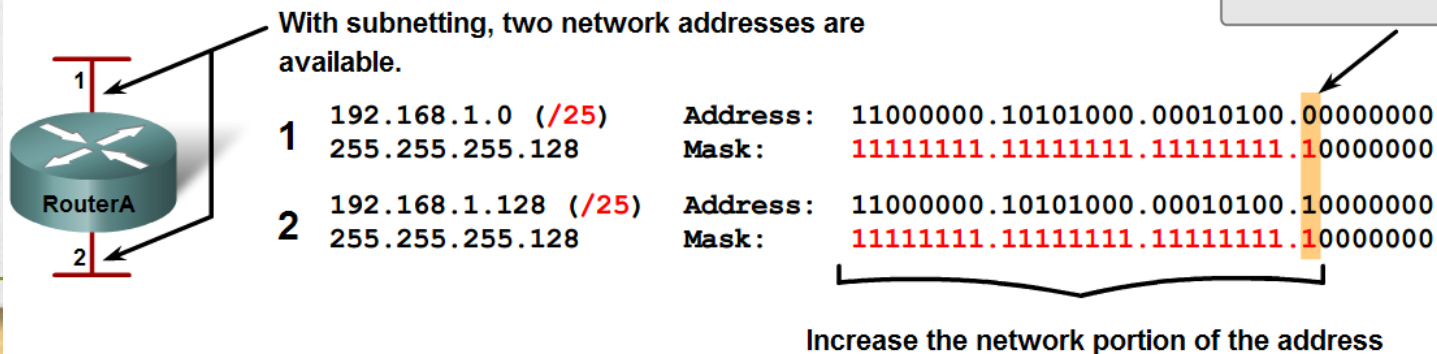 With subnetting, two network addresses are
available.
1
RouterA
2
1
192.168.1.0 (/25) Address: 11000000.10101000.00010100.00000000
255.255.255.128 Mask: 11111111.11111111.11111111.10000000
2
192.168.1.128 (/25) Address: 11000000.10101000.00010100.10000000
255.255.255.128 Mask: 11111111.11111111.11111111.10000000
Increase the network portion of the address